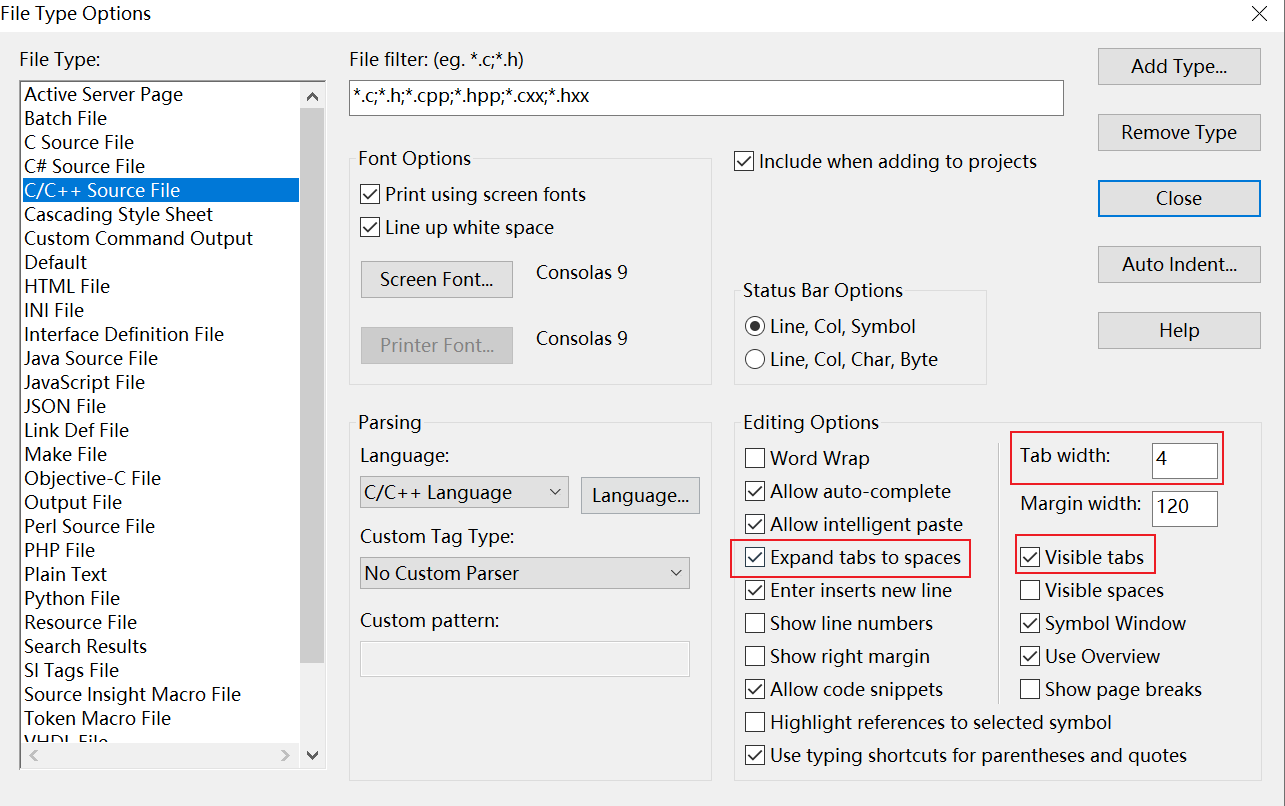 File Type Options
File Type:
Active Server Page
Batch File
C Source File
C# Source File
C/C++ Source File
Cascading Style Sheet
Custom Command Output
Default
HTML File
INI File
Interface Definition File
Java Source File
JavaScript File
JSON File
Link Def File
Make File
Objective-C File
Output File
Perl Source File
PHP File
Plain Text
Python File
Resource File
Search Results
SI Tags File
Source Insight Macro File
Token Macro File
VHDL File
File filter: (eg. *.c;*.h)
*.c;*.h;*.cpp;*.hpp;*.cxx;*.hxx
Font Options
Print using screen fonts
Line up white space
Screen Font...
Consolas 9
Printer Font...
Consolas 9
Include when adding to projects
Status Bar Options
Line, Col, Symbol
Line, Col, Char, Byte
Parsing
Language:
C/C++ Language
Language...
Custom Tag Type:
No Custom Parser
Custom pattern:
Editing Options
Word Wrap
Allow auto-complete
Allow intelligent paste
Expand tabs to spaces
Enter inserts new line
Show line numbers
Show right margin
Allow code snippets
Highlight references to selected symbol
Use typing shortcuts for parentheses and quotes
Tab width:
4
Margin width:
120
Visible tabs
Visible spaces
Symbol Window
Use Overview
Show page breaks
Add Type...
Remove Type
Close
Auto Indent...
Help